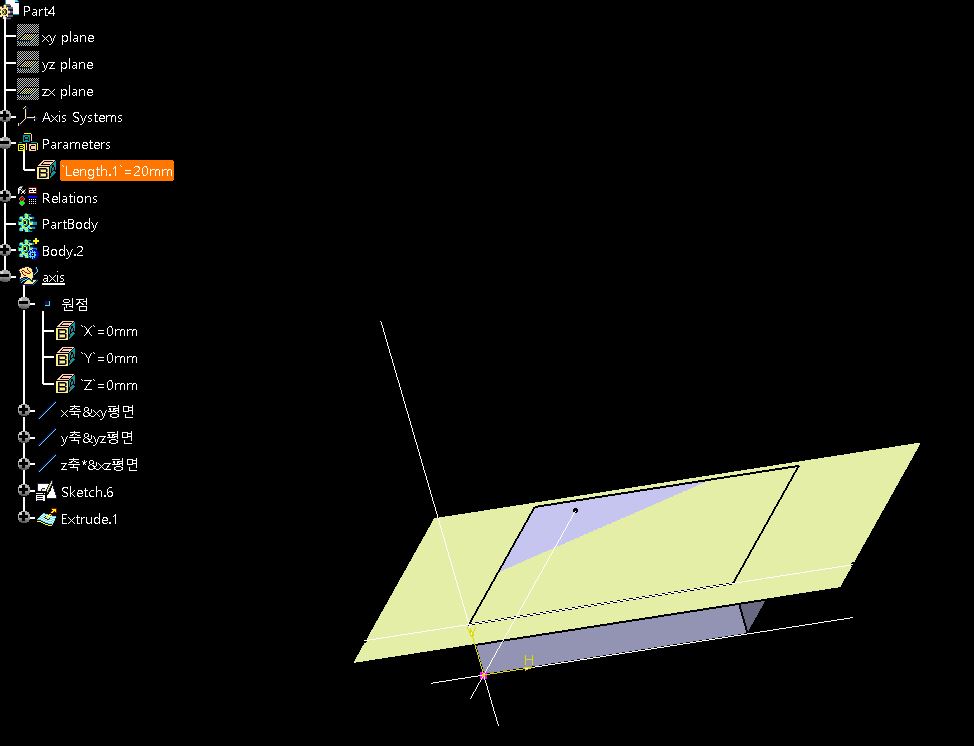 Part4
xy plane
yz plane
zx plane
Axis Systems
Parameters
`Length.1`=20mm
Relations
PartBody
Body.2
axis
원점
`X`=0mm
`Y`=0mm
`Z`=0mm
x축&xy평면
y축&yz평면
z축*&xz평면
Sketch.6
Extrude.1
V
H